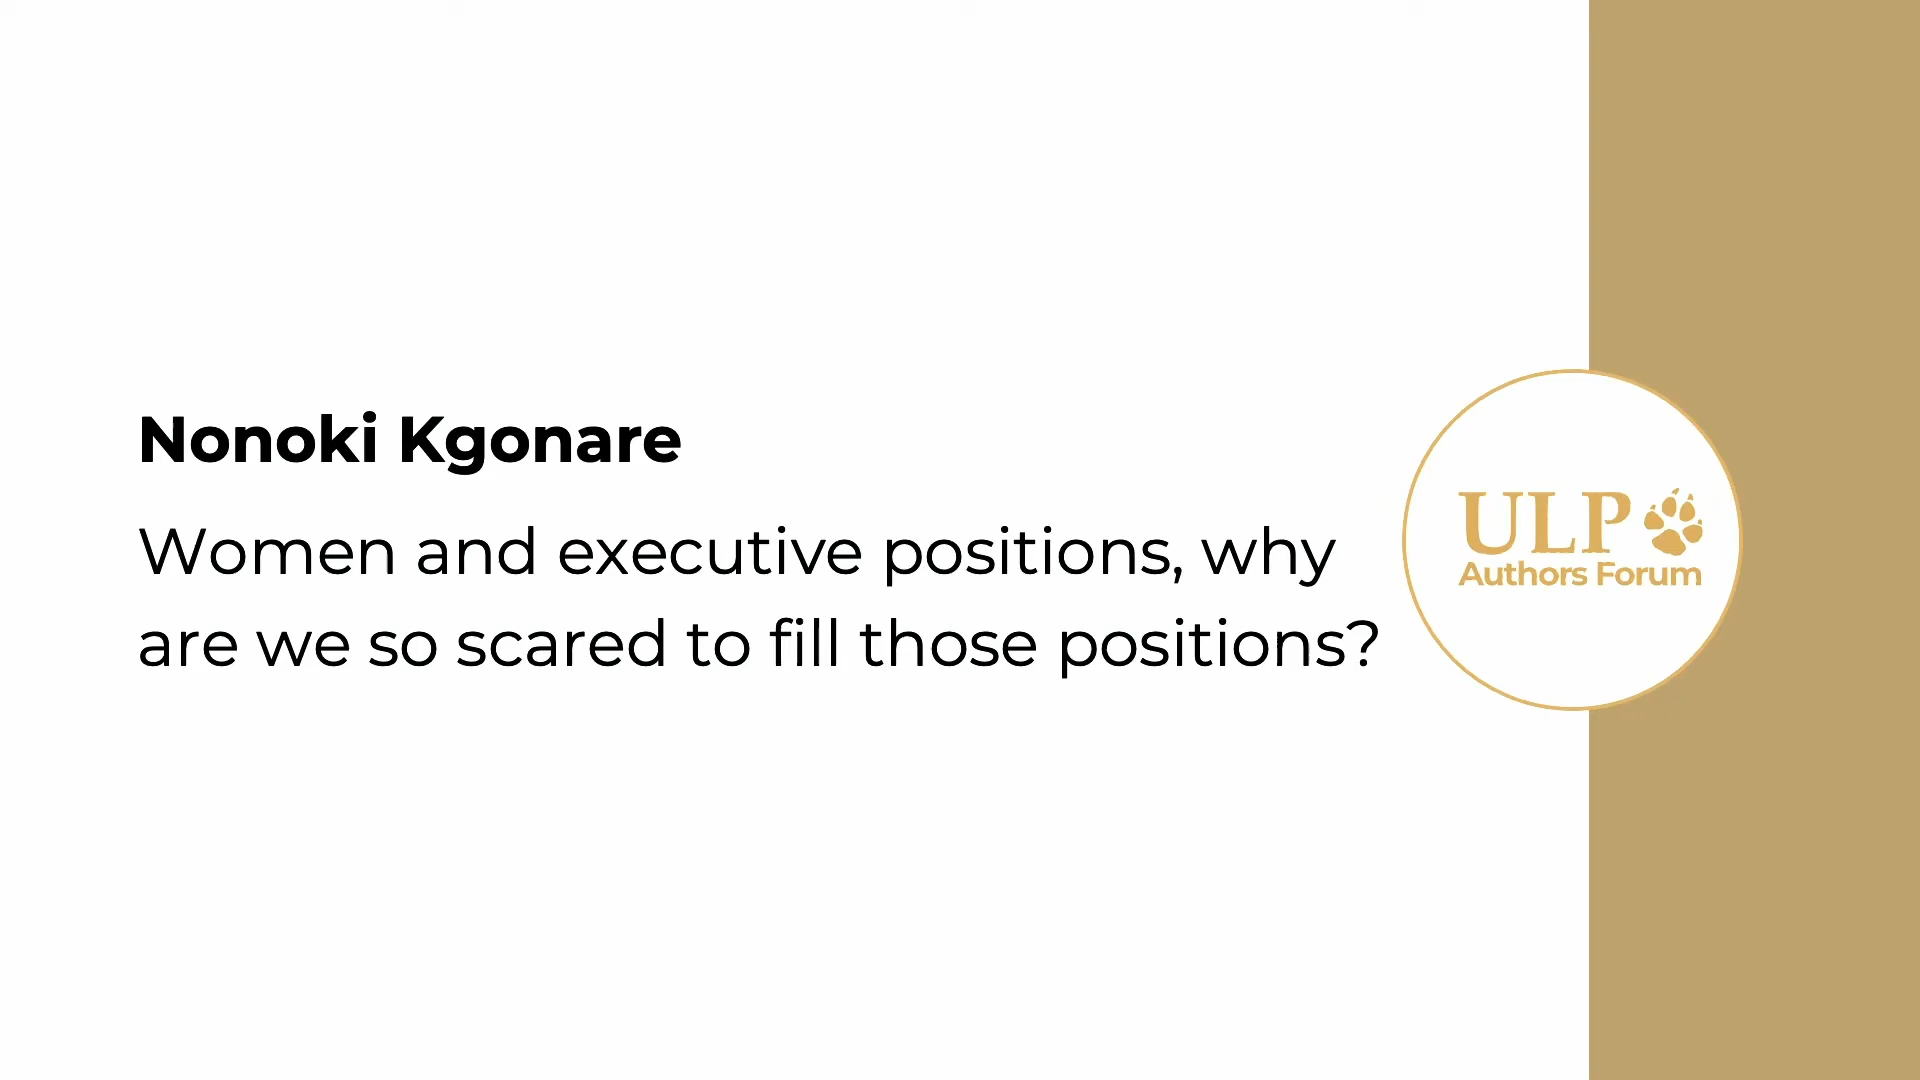 Nonoki Kgonare
Women and executive positions, why
are we so scared to fill those positions?
ULP
Authors Forum